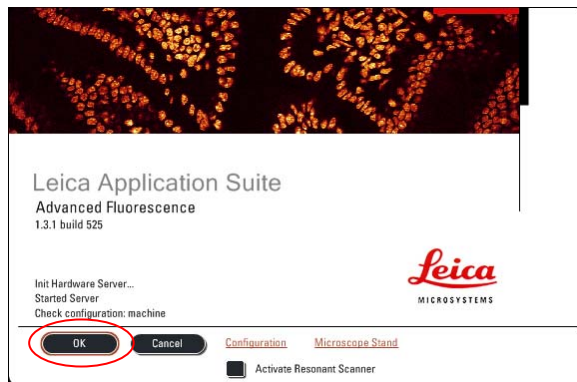 Leica Application Suite
Advanced Fluorescence
1.3.1 build 525
Leica
MICROSYSTEMS
Init Hardware Server...
Started Server
Check configuration: machine
OK Cancel Configuration Microscope Stand
Activate Resonant Scanner